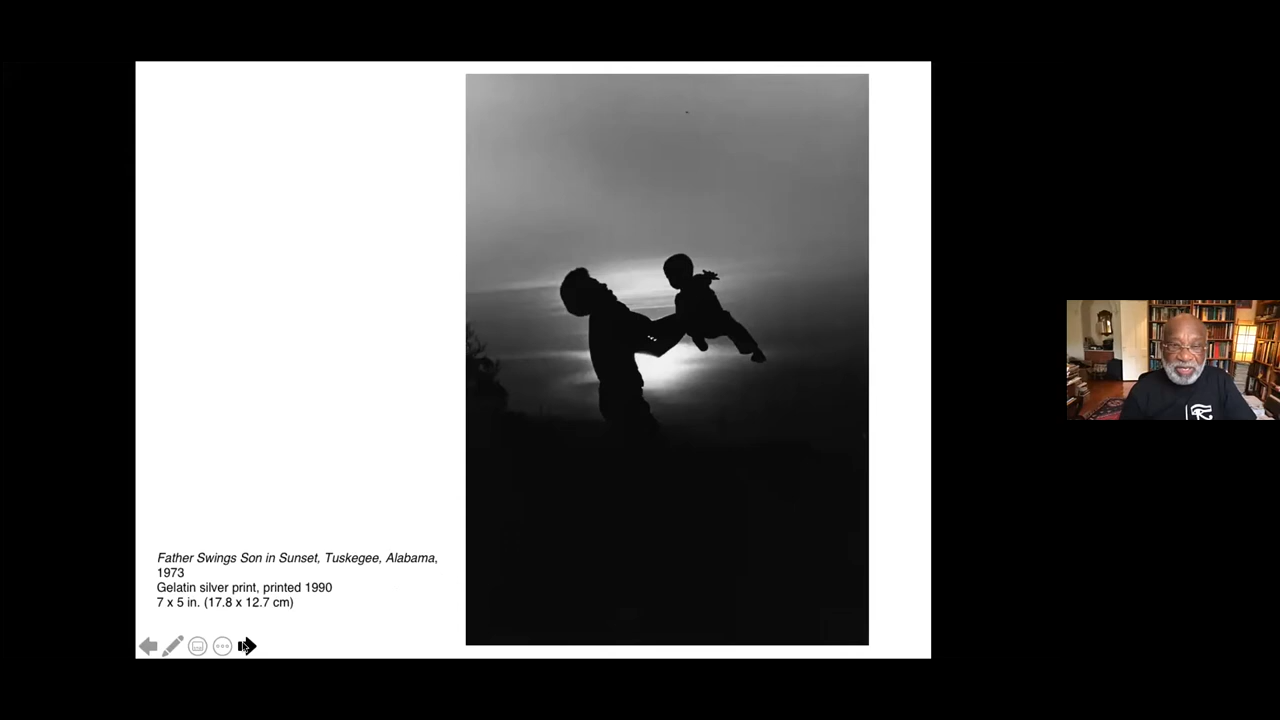 Father Swings Son in Sunset, Tuskegee, Alabama,
1973
Gelatin silver print, printed 1990
7 x 5 in. (17.8 x 12.7 cm)